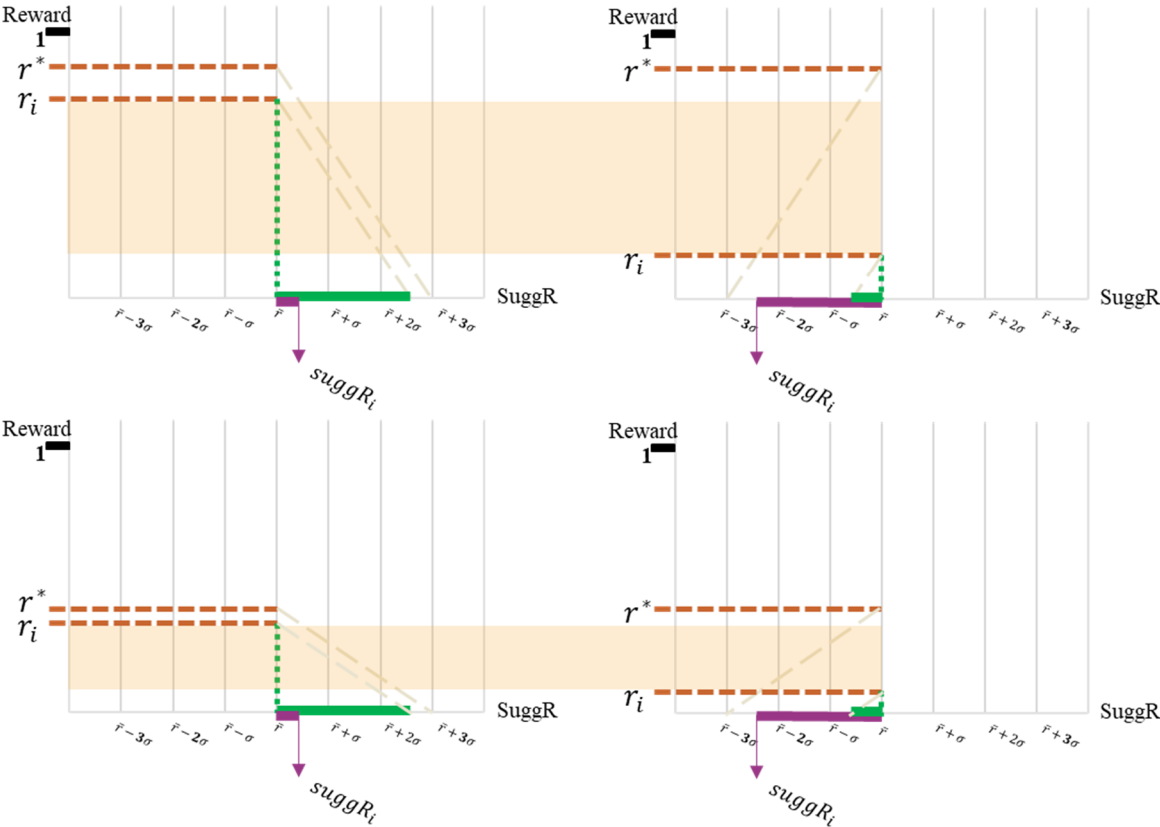 Reward
1
r*
r_i
SuggR
r̄−3σ r̄−2σ r̄−σ r̄ r̄+σ r̄+2σ r̄+3σ
suggR_i
Reward
1
r*
r_i
SuggR
r̄−3σ r̄−2σ r̄−σ r̄ r̄+σ r̄+2σ r̄+3σ
suggR_i
Reward
1
r*
r_i
SuggR
r̄−3σ r̄−2σ r̄−σ r̄ r̄+σ r̄+2σ r̄+3σ
suggR_i
Reward
1
r*
r_i
SuggR
r̄−3σ r̄−2σ r̄−σ r̄ r̄+σ r̄+2σ r̄+3σ
suggR_i